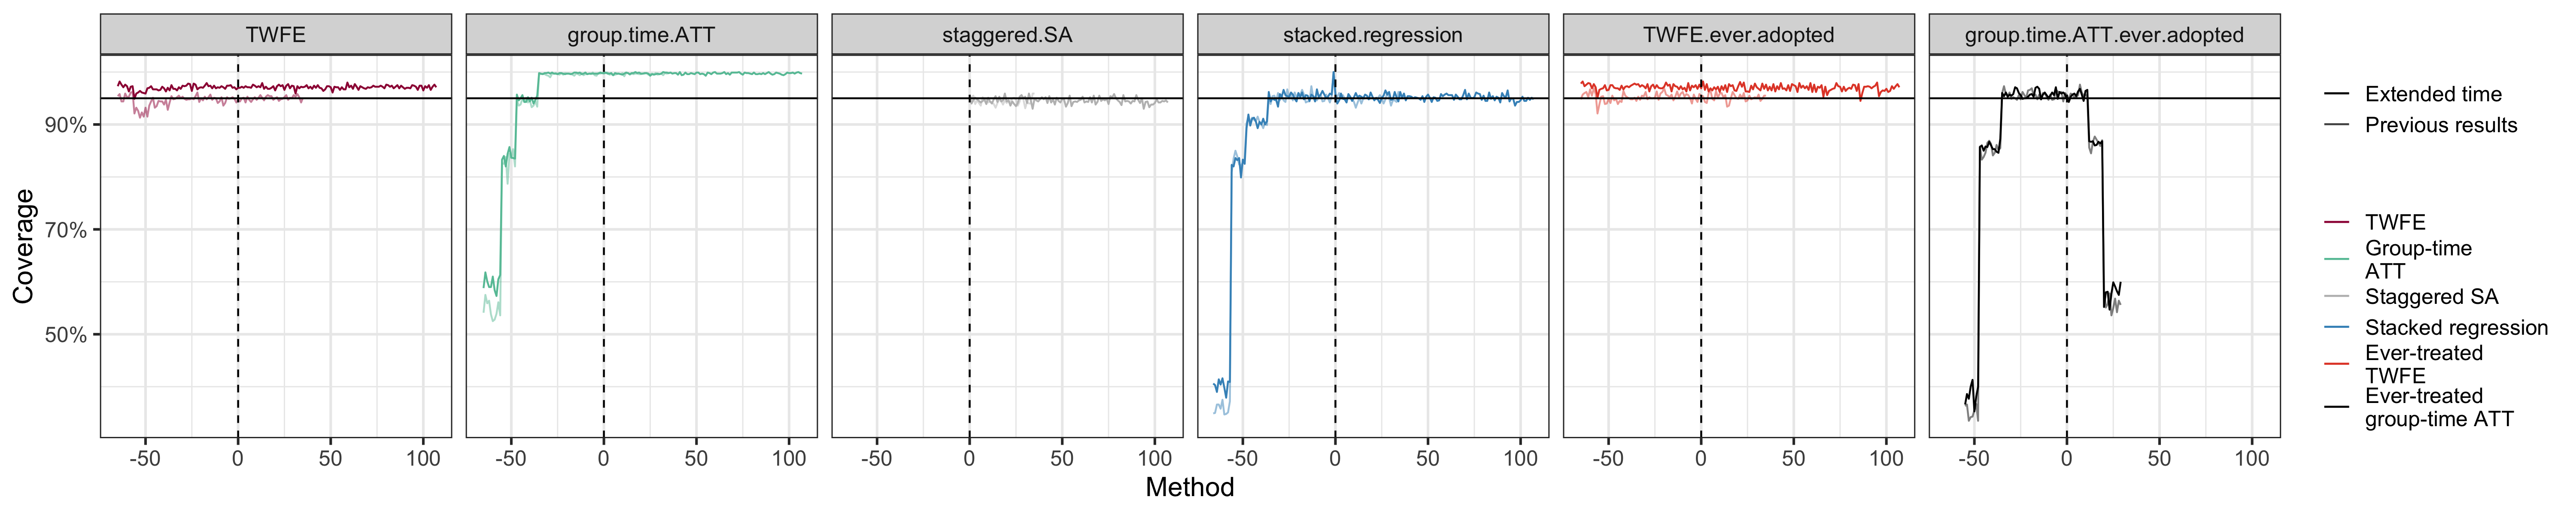 TWFE
group.time.ATT
staggered.SA
stacked.regression
TWFE.ever.adopted
group.time.ATT.ever.adopted
Coverage
90%
70%
50%
-50 0 50 100
-50 0 50 100
-50 0 50 100
-50 0 50 100
-50 0 50 100
-50 0 50 100
Method
Extended time
Previous results
TWFE
Group-time
ATT
Staggered SA
Stacked regression
Ever-treated
TWFE
Ever-treated
group-time ATT